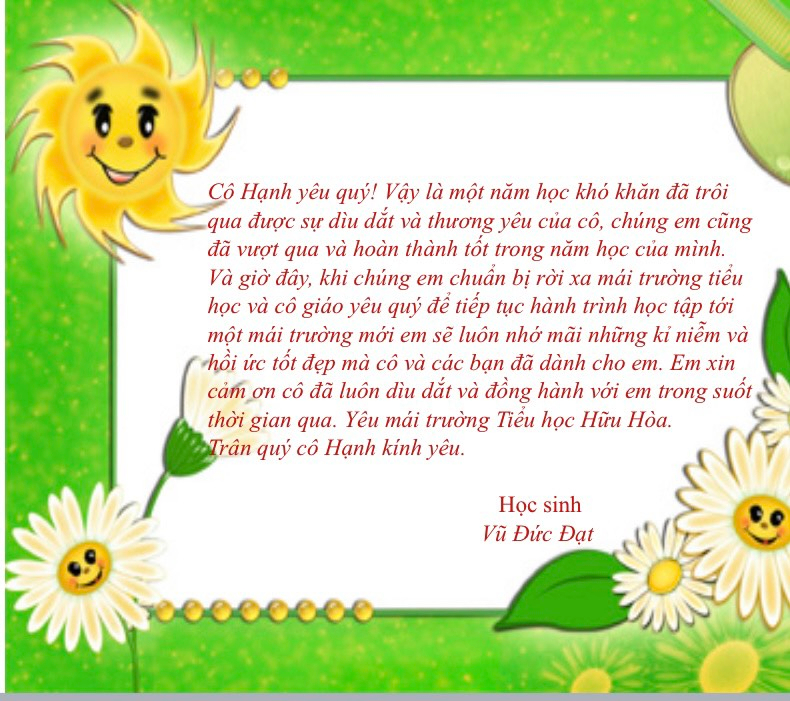 Cô Hạnh yêu quý! Vậy là một năm học khó khăn đã trôi
qua được sự dìu dắt và thương yêu của cô, chúng em cũng
đã vượt qua và hoàn thành tốt trong năm học của mình.
Và giờ đây, khi chúng em chuẩn bị rời xa mái trường tiểu
học và cô giáo yêu quý để tiếp tục hành trình học tập tới
một mái trường mới em sẽ luôn nhớ mãi những kỉ niễm và
hồi ức tốt đẹp mà cô và các bạn đã dành cho em. Em xin
cảm ơn cô đã luôn dìu dắt và đồng hành với em trong suốt
thời gian qua. Yêu mái trường Tiểu học Hữu Hòa.
Trân quý cô Hạnh kính yêu.
Học sinh
Vũ Đức Đạt